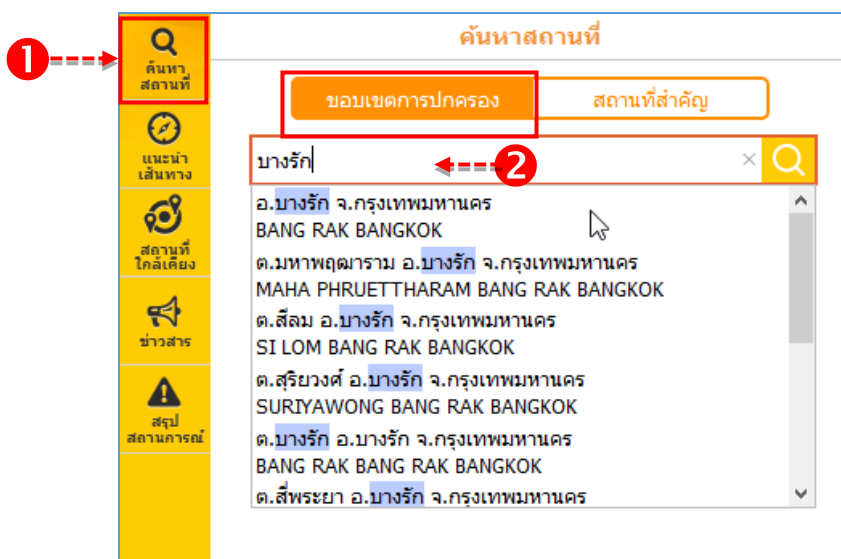 1
ค้นหา
สถานที่
แนะนำ
เส้นทาง
สถานที่
ใกล้เคียง
ข่าวสาร
สรุป
สถานการณ์
ค้นหาสถานที่
ขอบเขตการปกครอง
สถานที่สำคัญ
บางรัก
2
อ.บางรัก จ.กรุงเทพมหานคร
BANG RAK BANGKOK
ต.มหาพฤฒาราม อ.บางรัก จ.กรุงเทพมหานคร
MAHA PHRUETTHARAM BANG RAK BANGKOK
ต.สีลม อ.บางรัก จ.กรุงเทพมหานคร
SI LOM BANG RAK BANGKOK
ต.สุริยวงศ์ อ.บางรัก จ.กรุงเทพมหานคร
SURIYAWONG BANG RAK BANGKOK
ต.บางรัก อ.บางรัก จ.กรุงเทพมหานคร
BANG RAK BANG RAK BANGKOK
ต.สี่พระยา อ.บางรัก จ.กรุงเทพมหานคร